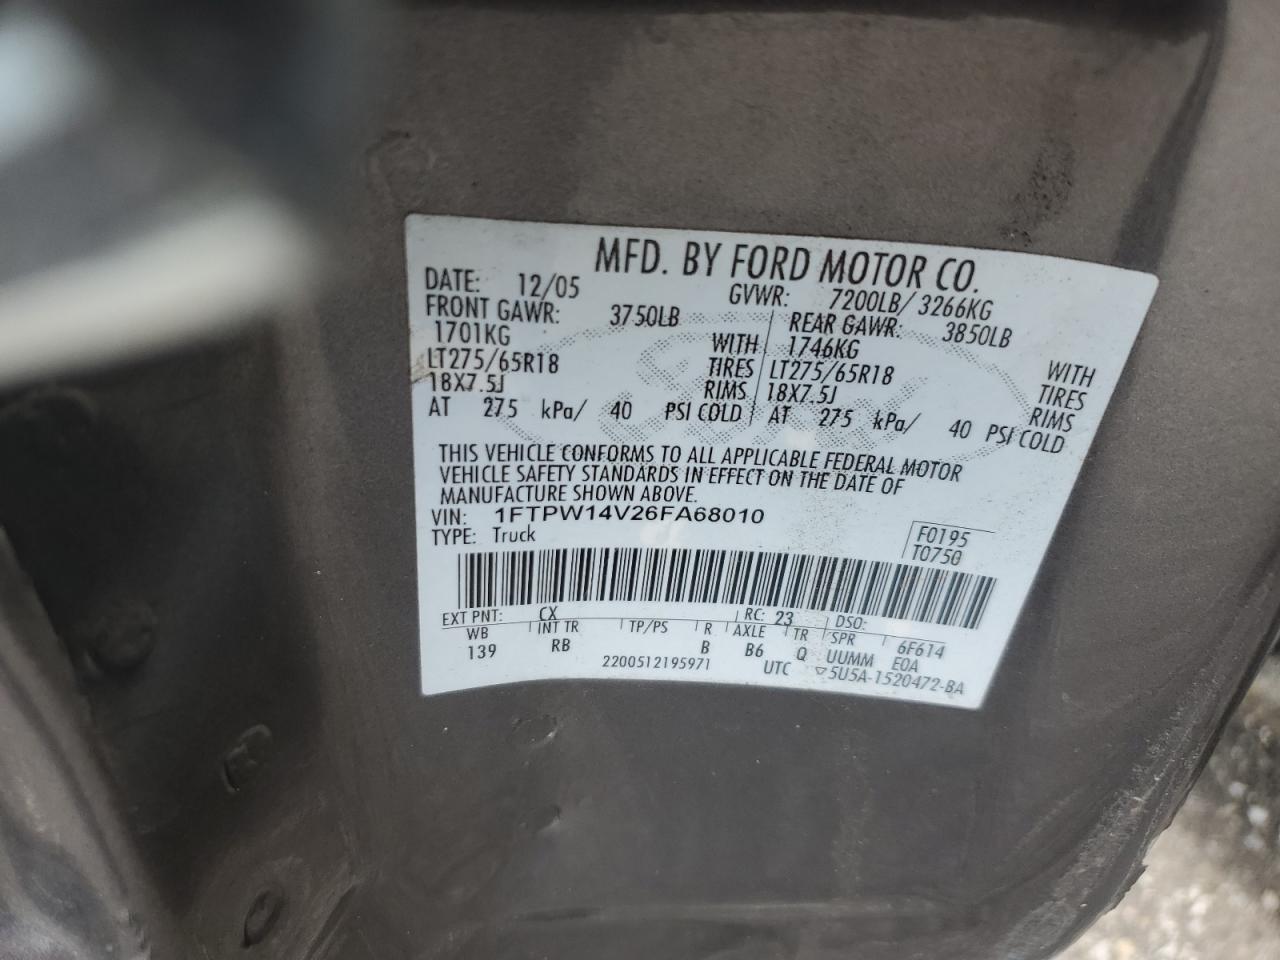 MFD. BY FORD MOTOR CO.
DATE: 12/05 GVWR: 7200LB/ 3266KG
FRONT GAWR: 3750LB REAR GAWR: 3850LB
1701KG WITH 1746KG WITH
LT275/65R18 TIRES LT275/65R18 TIRES
18X7.5J RIMS 18X7.5J RIMS
AT 275 kPa/ 40 PSI COLD AT 275 kPa/ 40 PSI COLD
THIS VEHICLE CONFORMS TO ALL APPLICABLE FEDERAL MOTOR
VEHICLE SAFETY STANDARDS IN EFFECT ON THE DATE OF
MANUFACTURE SHOWN ABOVE.
VIN: 1FTPW14V26FA68010 F0195
TYPE: Truck T0750
EXT PNT: CX RC: 23 DSO:
WB INT TR TP/PS R AXLE TR SPR 6F614
139 RB B B6 Q UUMM EOA
2200512195971 UTC ▽5U5A-1520472-BA